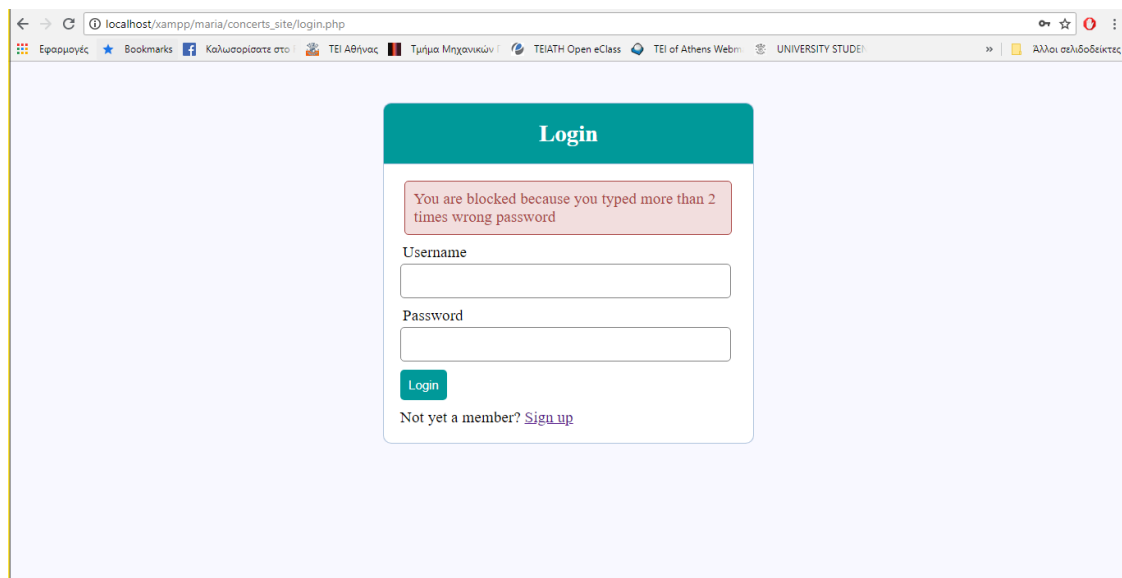 localhost/xampp/maria/concerts_site/login.php
Εφαρμογές Bookmarks Καλωσορίσατε στο TEI Αθήνας Τμήμα Μηχανικών TEIATH Open eClass TEI of Athens Webm UNIVERSITY STUDEN » Άλλοι σελιδοδείκτες
Login
You are blocked because you typed more than 2
times wrong password
Username
Password
Login
Not yet a member? Sign up